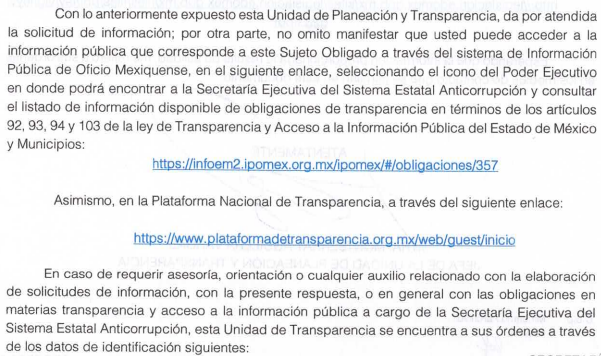 Con lo anteriormente expuesto esta Unidad de Planeación y Transparencia, da por atendida
la solicitud de información; por otra parte, no omito manifestar que usted puede acceder a la
información pública que corresponde a este Sujeto Obligado a través del sistema de Información
Pública de Oficio Mexiquense, en el siguiente enlace, seleccionando el icono del Poder Ejecutivo
en donde podrá encontrar a la Secretaría Ejecutiva del Sistema Estatal Anticorrupción y consultar
el listado de información disponible de obligaciones de transparencia en términos de los artículos
92, 93, 94 y 103 de la ley de Transparencia y Acceso a la Información Pública del Estado de México
y Municipios:
https://infoem2.ipomex.org.mx/ipomex/#/obligaciones/357
Asimismo, en la Plataforma Nacional de Transparencia, a través del siguiente enlace:
https://www.plataformadetransparencia.org.mx/web/guest/inicio
En caso de requerir asesoría, orientación o cualquier auxilio relacionado con la elaboración
de solicitudes de información, con la presente respuesta, o en general con las obligaciones en
materias transparencia y acceso a la información pública a cargo de la Secretaría Ejecutiva del
Sistema Estatal Anticorrupción, esta Unidad de Transparencia se encuentra a sus órdenes a través
de los datos de identificación siguientes: